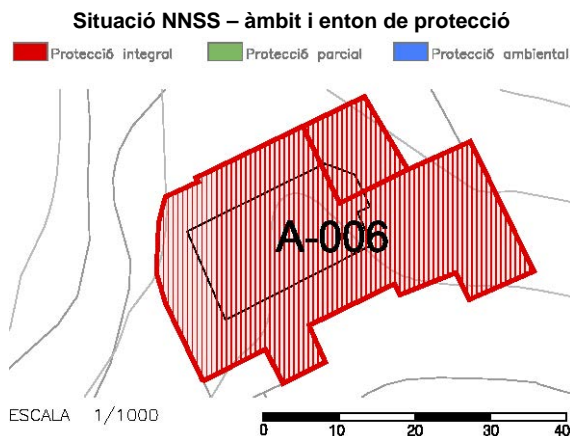 Situació NNSS – àmbit i enton de protecció
Protecció integral Protecció parcial Protecció ambiental
A-006
ESCALA 1/1000
0 10 20 30 40